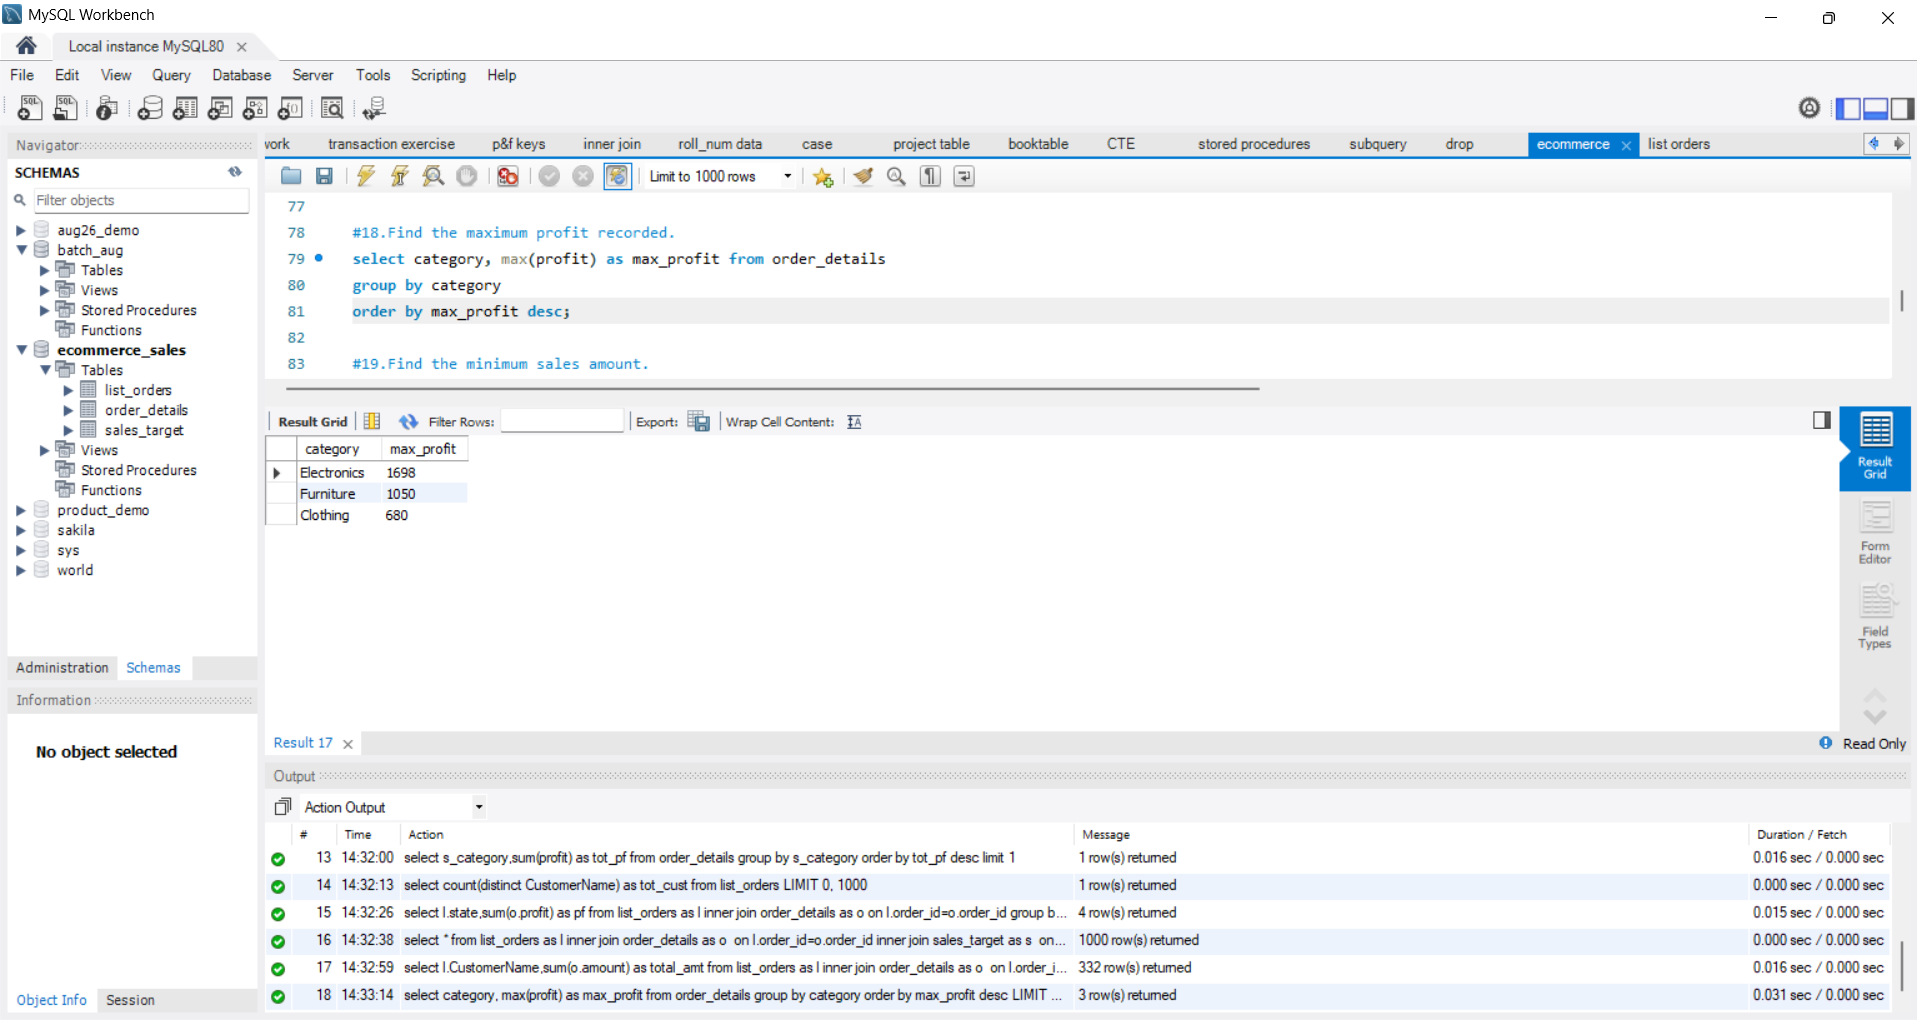 MySQL Workbench
Local instance MySQL80
File Edit View Query Database Server Tools Scripting Help
Navigator
SCHEMAS
Filter objects
aug26_demo
batch_aug
Tables
Views
Stored Procedures
Functions
ecommerce_sales
Tables
list_orders
order_details
sales_target
Views
Stored Procedures
Functions
product_demo
sakila
sys
world
Administration Schemas
Information
No object selected
Object Info Session
work transaction exercise p&f keys inner join roll_num data case project table booktable CTE stored procedures subquery drop ecommerce list orders
Limit to 1000 rows
77
78 #18.Find the maximum profit recorded.
79 select category, max(profit) as max_profit from order_details
80 group by category
81 order by max_profit desc;
82
83 #19.Find the minimum sales amount.
Result Grid Filter Rows: Export: Wrap Cell Content:
category max_profit
Electronics 1698
Furniture 1050
Clothing 680
Result Grid
Form Editor
Field Types
Result 17
Read Only
Output
Action Output
# Time Action Message Duration / Fetch
13 14:32:00 select s_category,sum(profit) as tot_pf from order_details group by s_category order by tot_pf desc limit 1 1 row(s) returned 0.016 sec / 0.000 sec
14 14:32:13 select count(distinct CustomerName) as tot_cust from list_orders LIMIT 0, 1000 1 row(s) returned 0.000 sec / 0.000 sec
15 14:32:26 select l.state,sum(o.profit) as pf from list_orders as l inner join order_details as o on l.order_id=o.order_id group b... 4 row(s) returned 0.015 sec / 0.000 sec
16 14:32:38 select * from list_orders as l inner join order_details as o on l.order_id=o.order_id inner join sales_target as s on... 1000 row(s) returned 0.000 sec / 0.000 sec
17 14:32:59 select l.CustomerName,sum(o.amount) as total_amt from list_orders as l inner join order_details as o on l.order_i... 332 row(s) returned 0.016 sec / 0.000 sec
18 14:33:14 select category, max(profit) as max_profit from order_details group by category order by max_profit desc LIMIT ... 3 row(s) returned 0.031 sec / 0.000 sec